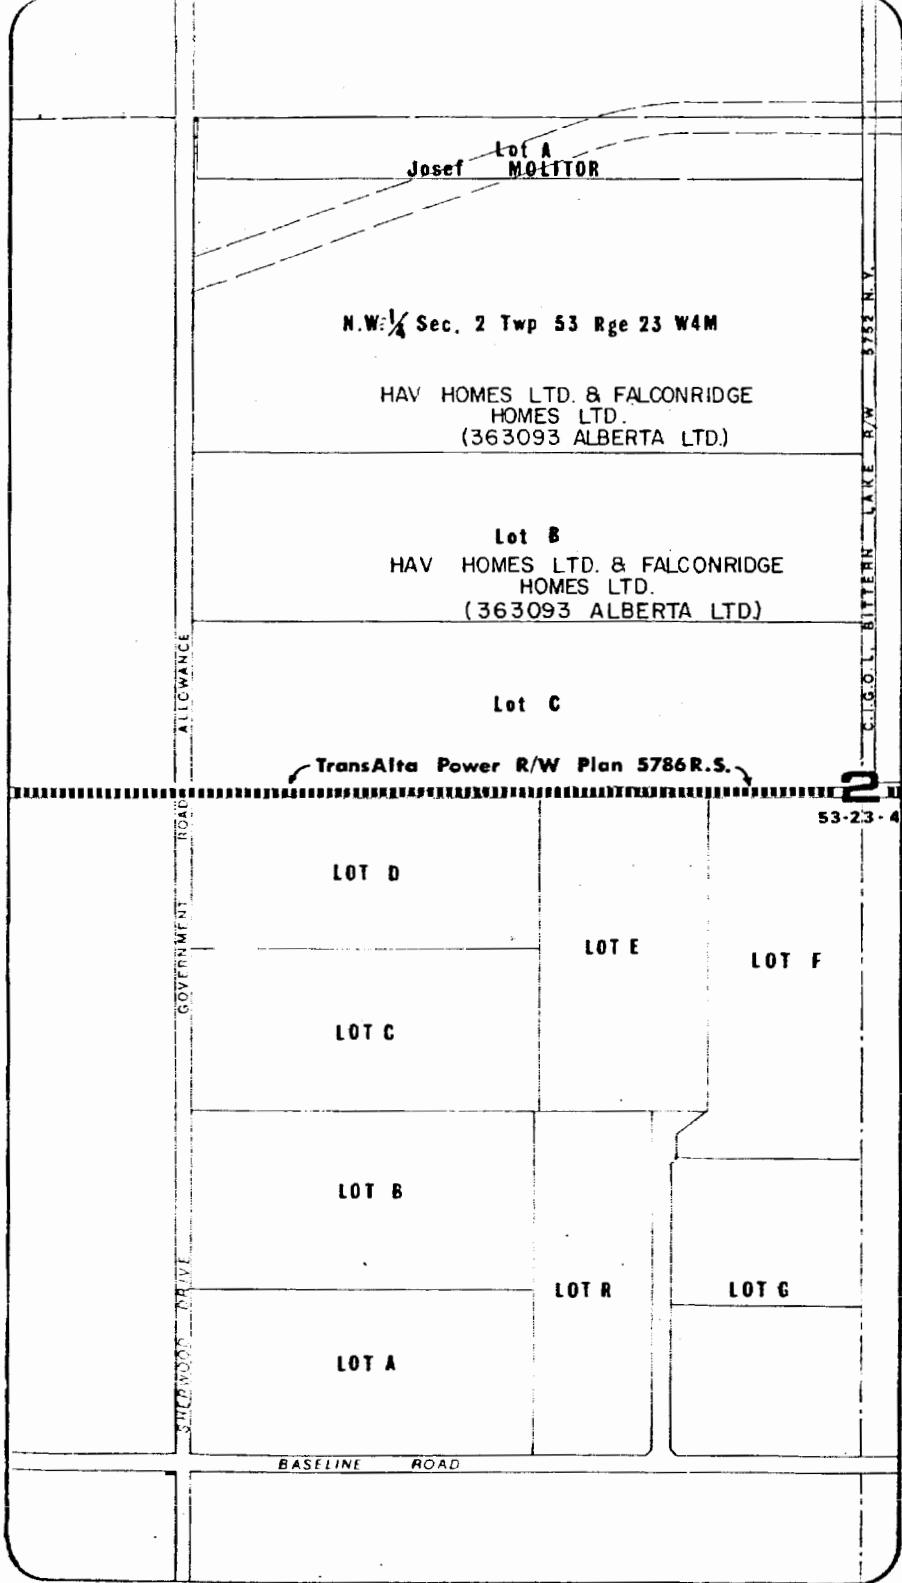 Lot A
Josef MOLITOR
N.W. 1/4 Sec. 2 Twp 53 Rge 23 W4M
HAV HOMES LTD. & FALCONRIDGE
HOMES LTD.
(363093 ALBERTA LTD.)
Lot B
HAV HOMES LTD. & FALCONRIDGE
HOMES LTD.
(363093 ALBERTA LTD.)
Lot C
C.I.G.O.L. BITTERN LAKE R/W 5752 N.Y.
TransAlta Power R/W Plan 5786 R.S.
2
53-23-4
SHERWOOD DRIVE GOVERNMENT ROAD ALLOWANCE
LOT D
LOT E
LOT F
LOT C
LOT B
LOT R
LOT G
LOT A
BASELINE ROAD